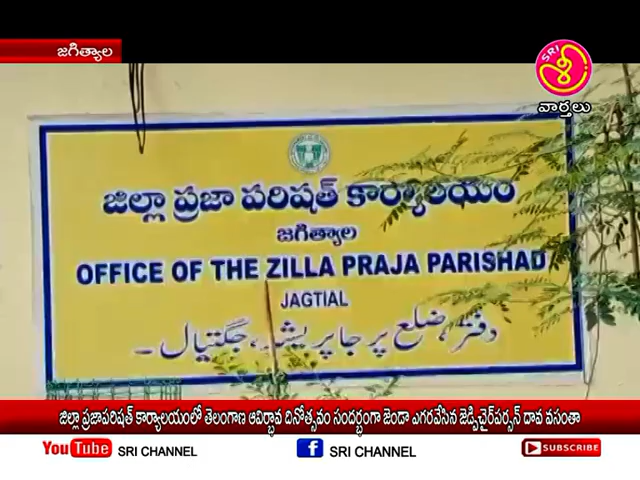 జగిత్యాల
SRI
శ్రీ
వార్తలు
జిల్లా ప్రజా పరిషత్ కార్యాలయం
జగిత్యాల
OFFICE OF THE ZILLA PRAJA PARISHAD
JAGTIAL
دفتر ضلع پرجا پریشد، جگتیال۔
జిల్లా ప్రజాపరిషత్ కార్యాలయంలో తెలంగాణ ఆవిర్భావ దినోత్సవం సందర్భంగా జెండా ఎగరవేసిన జెడ్పిచైర్‌పర్సన్ దావ వసంతా
YouTube SRI CHANNEL f SRI CHANNEL SUBSCRIBE